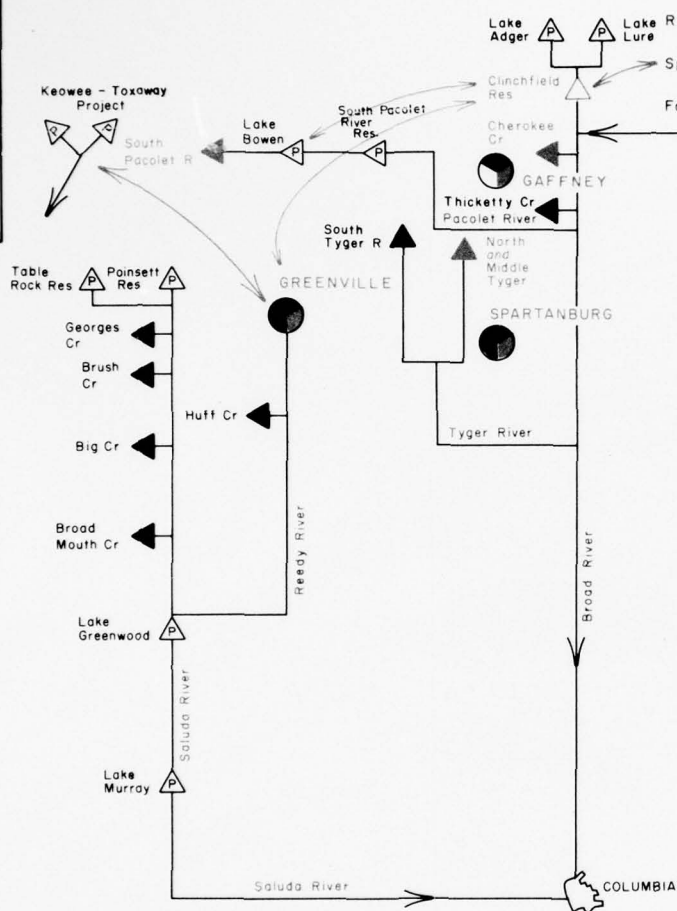 Lake
Adger
P
P
Lake
Lure
R
Keowee – Toxaway
Project
P
P
Clinchfield
Res
Sp
South
Pacolet R
Lake
Bowen
P
South Pacolet
River
Res.
P
Cherokee
Cr
GAFFNEY
Thicketty Cr
Pacolet River
South
Tyger R
North
and
Middle
Tyger
Table
Rock Res
P
Poinsett
Res
P
GREENVILLE
SPARTANBURG
Georges
Cr
Brush
Cr
Huff Cr
Big Cr
Tyger River
Broad
Mouth Cr
Reedy River
Broad River
Lake
Greenwood
P
Saluda River
Lake
Murray
P
Saluda River
COLUMBIA